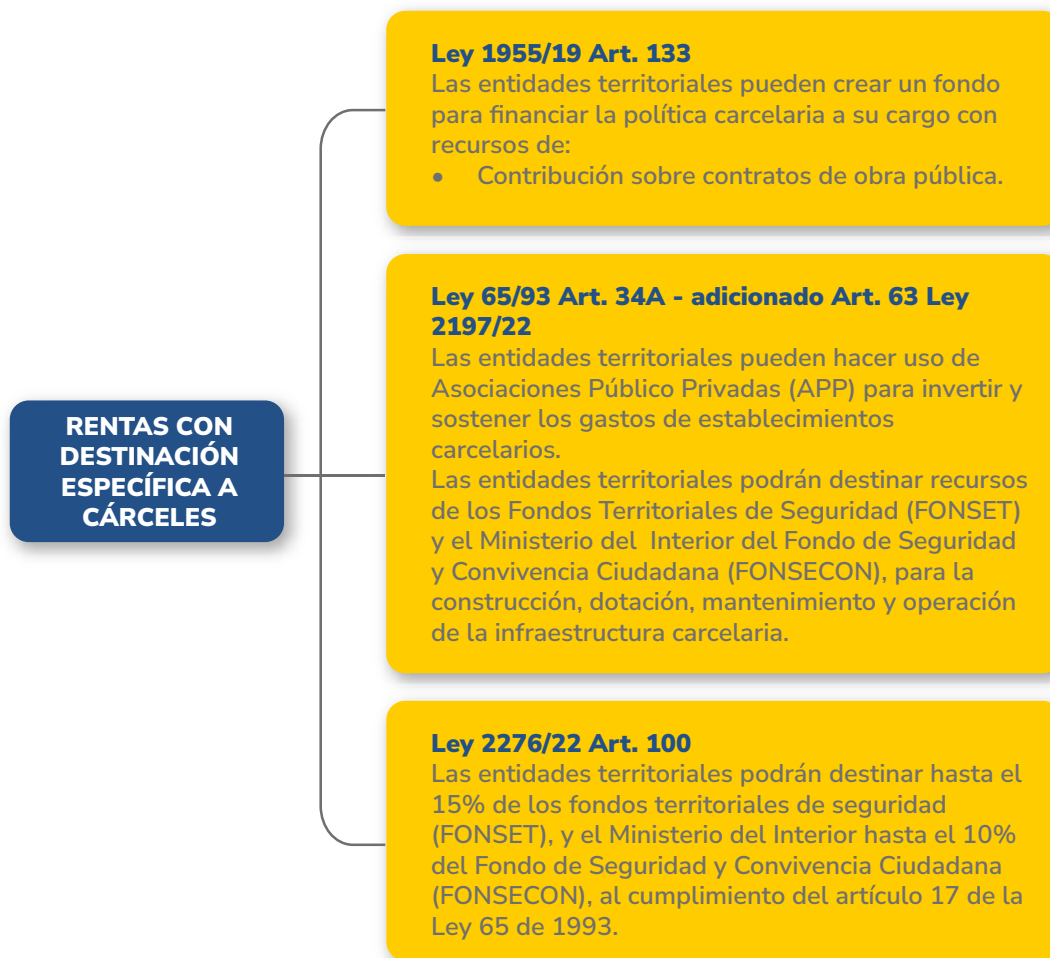 RENTAS CON
DESTINACIÓN
ESPECÍFICA A
CÁRCELES
Ley 1955/19 Art. 133
Las entidades territoriales pueden crear un fondo
para financiar la política carcelaria a su cargo con
recursos de:
• Contribución sobre contratos de obra pública.
Ley 65/93 Art. 34A - adicionado Art. 63 Ley
2197/22
Las entidades territoriales pueden hacer uso de
Asociaciones Público Privadas (APP) para invertir y
sostener los gastos de establecimientos
carcelarios.
Las entidades territoriales podrán destinar recursos
de los Fondos Territoriales de Seguridad (FONSET)
y el Ministerio del Interior del Fondo de Seguridad
y Convivencia Ciudadana (FONSECON), para la
construcción, dotación, mantenimiento y operación
de la infraestructura carcelaria.
Ley 2276/22 Art. 100
Las entidades territoriales podrán destinar hasta el
15% de los fondos territoriales de seguridad
(FONSET), y el Ministerio del Interior hasta el 10%
del Fondo de Seguridad y Convivencia Ciudadana
(FONSECON), al cumplimiento del artículo 17 de la
Ley 65 de 1993.